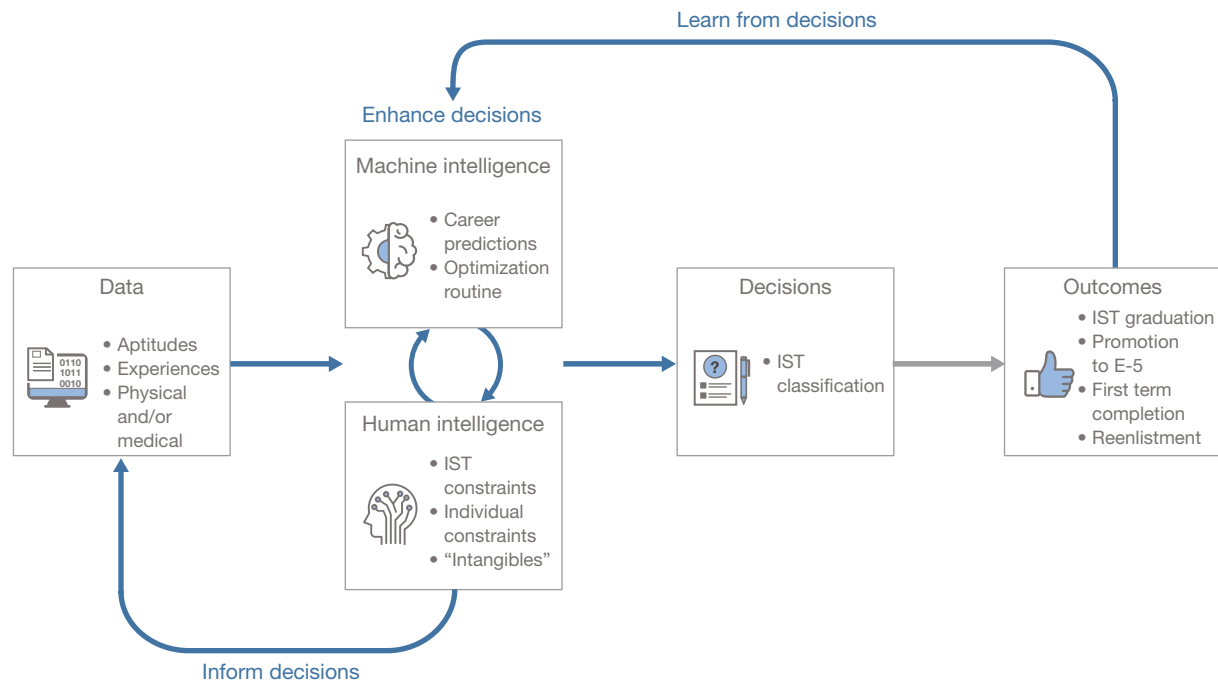 Learn from decisions
Enhance decisions
Machine intelligence
• Career
predictions
• Optimization
routine
Data
0110
1011
0010
• Aptitudes
• Experiences
• Physical
and/or
medical
Human intelligence
• IST
constraints
• Individual
constraints
• “Intangibles”
Decisions
?
• IST
classification
Outcomes
• IST graduation
• Promotion
to E-5
• First term
completion
• Reenlistment
Inform decisions